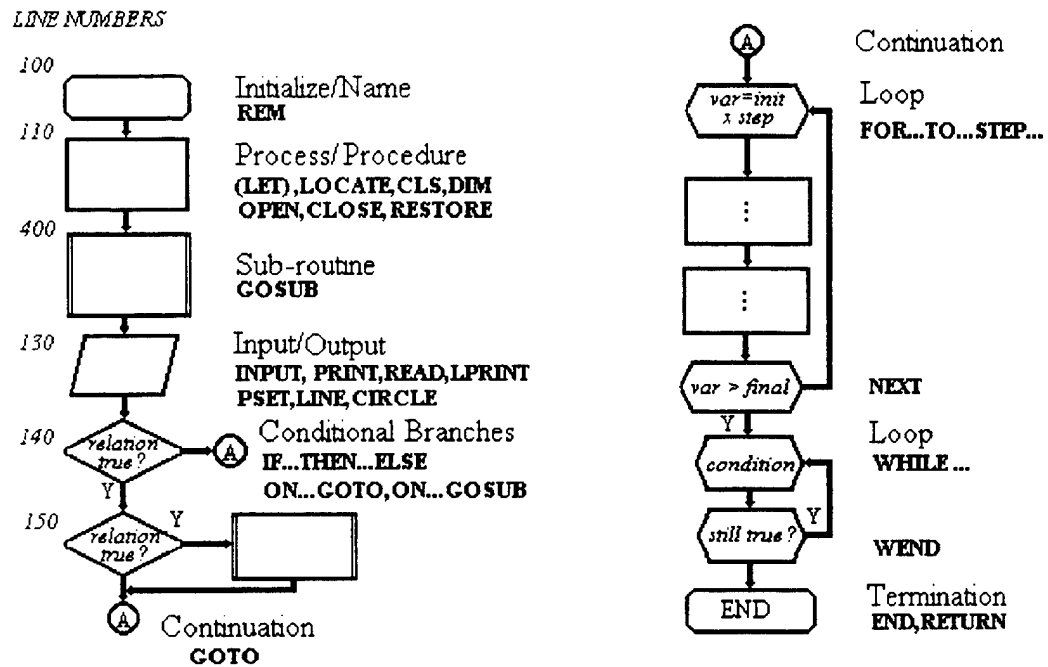 LINE NUMBERS
100
Initialize/Name
REM
110
Process/Procedure
(LET),LOCATE,CLS,DIM
OPEN,CLOSE,RESTORE
400
Sub-routine
GOSUB
130
Input/Output
INPUT, PRINT,READ,LPRINT
PSET,LINE,CIRCLE
140
relation
true?
A
Y
Conditional Branches
IF...THEN...ELSE
ON...GOTO,ON...GOSUB
150
relation
true?
Y
A
Continuation
GOTO
A
Continuation
var=init
x step
Loop
FOR...TO...STEP...
⋮
⋮
var > final
NEXT
Y
Loop
condition
WHILE...
still true?
Y
WEND
END
Termination
END,RETURN